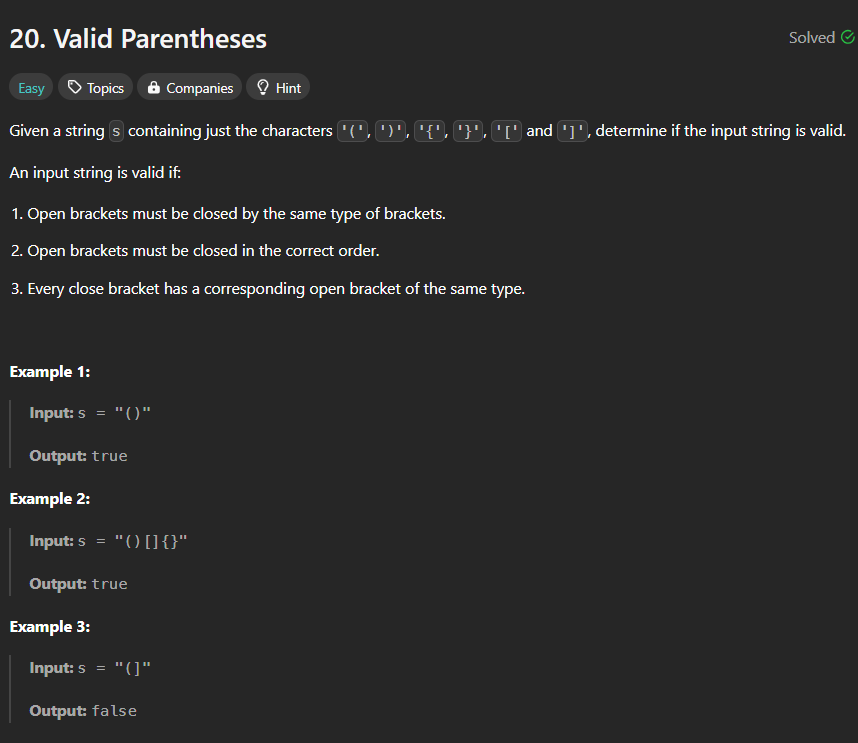 20. Valid Parentheses
Solved
Easy Topics Companies Hint
Given a string s containing just the characters '(', ')', '{', '}', '[' and ']', determine if the input string is valid.
An input string is valid if:
1. Open brackets must be closed by the same type of brackets.
2. Open brackets must be closed in the correct order.
3. Every close bracket has a corresponding open bracket of the same type.
Example 1:
Input: s = "()"
Output: true
Example 2:
Input: s = "()[]{}"
Output: true
Example 3:
Input: s = "(]"
Output: false